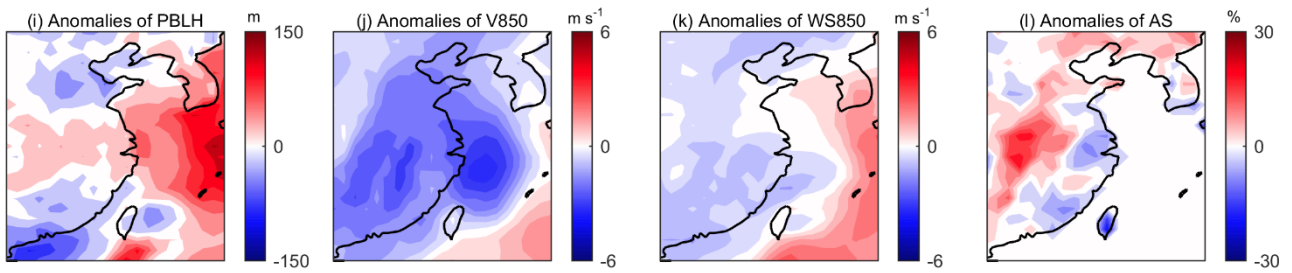 (i) Anomalies of PBLH
m
150
0
-150
(j) Anomalies of V850
m s⁻¹
6
0
-6
(k) Anomalies of WS850
m s⁻¹
6
0
-6
(l) Anomalies of AS
%
30
0
-30